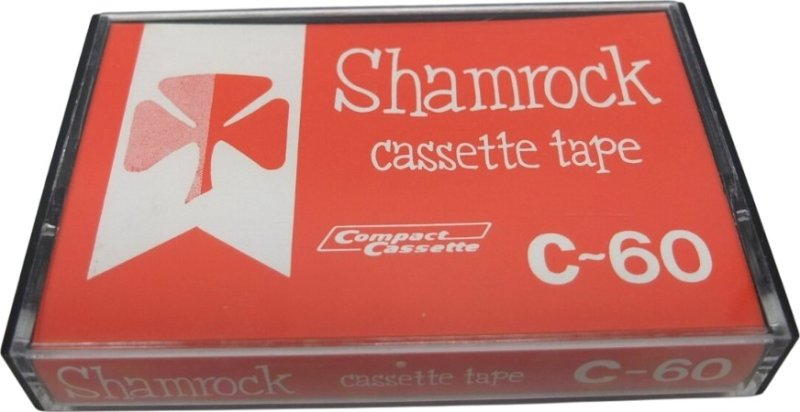 Shamrock
cassette tape
Compact
Cassette
C-60
Shamrock cassette tape C-60